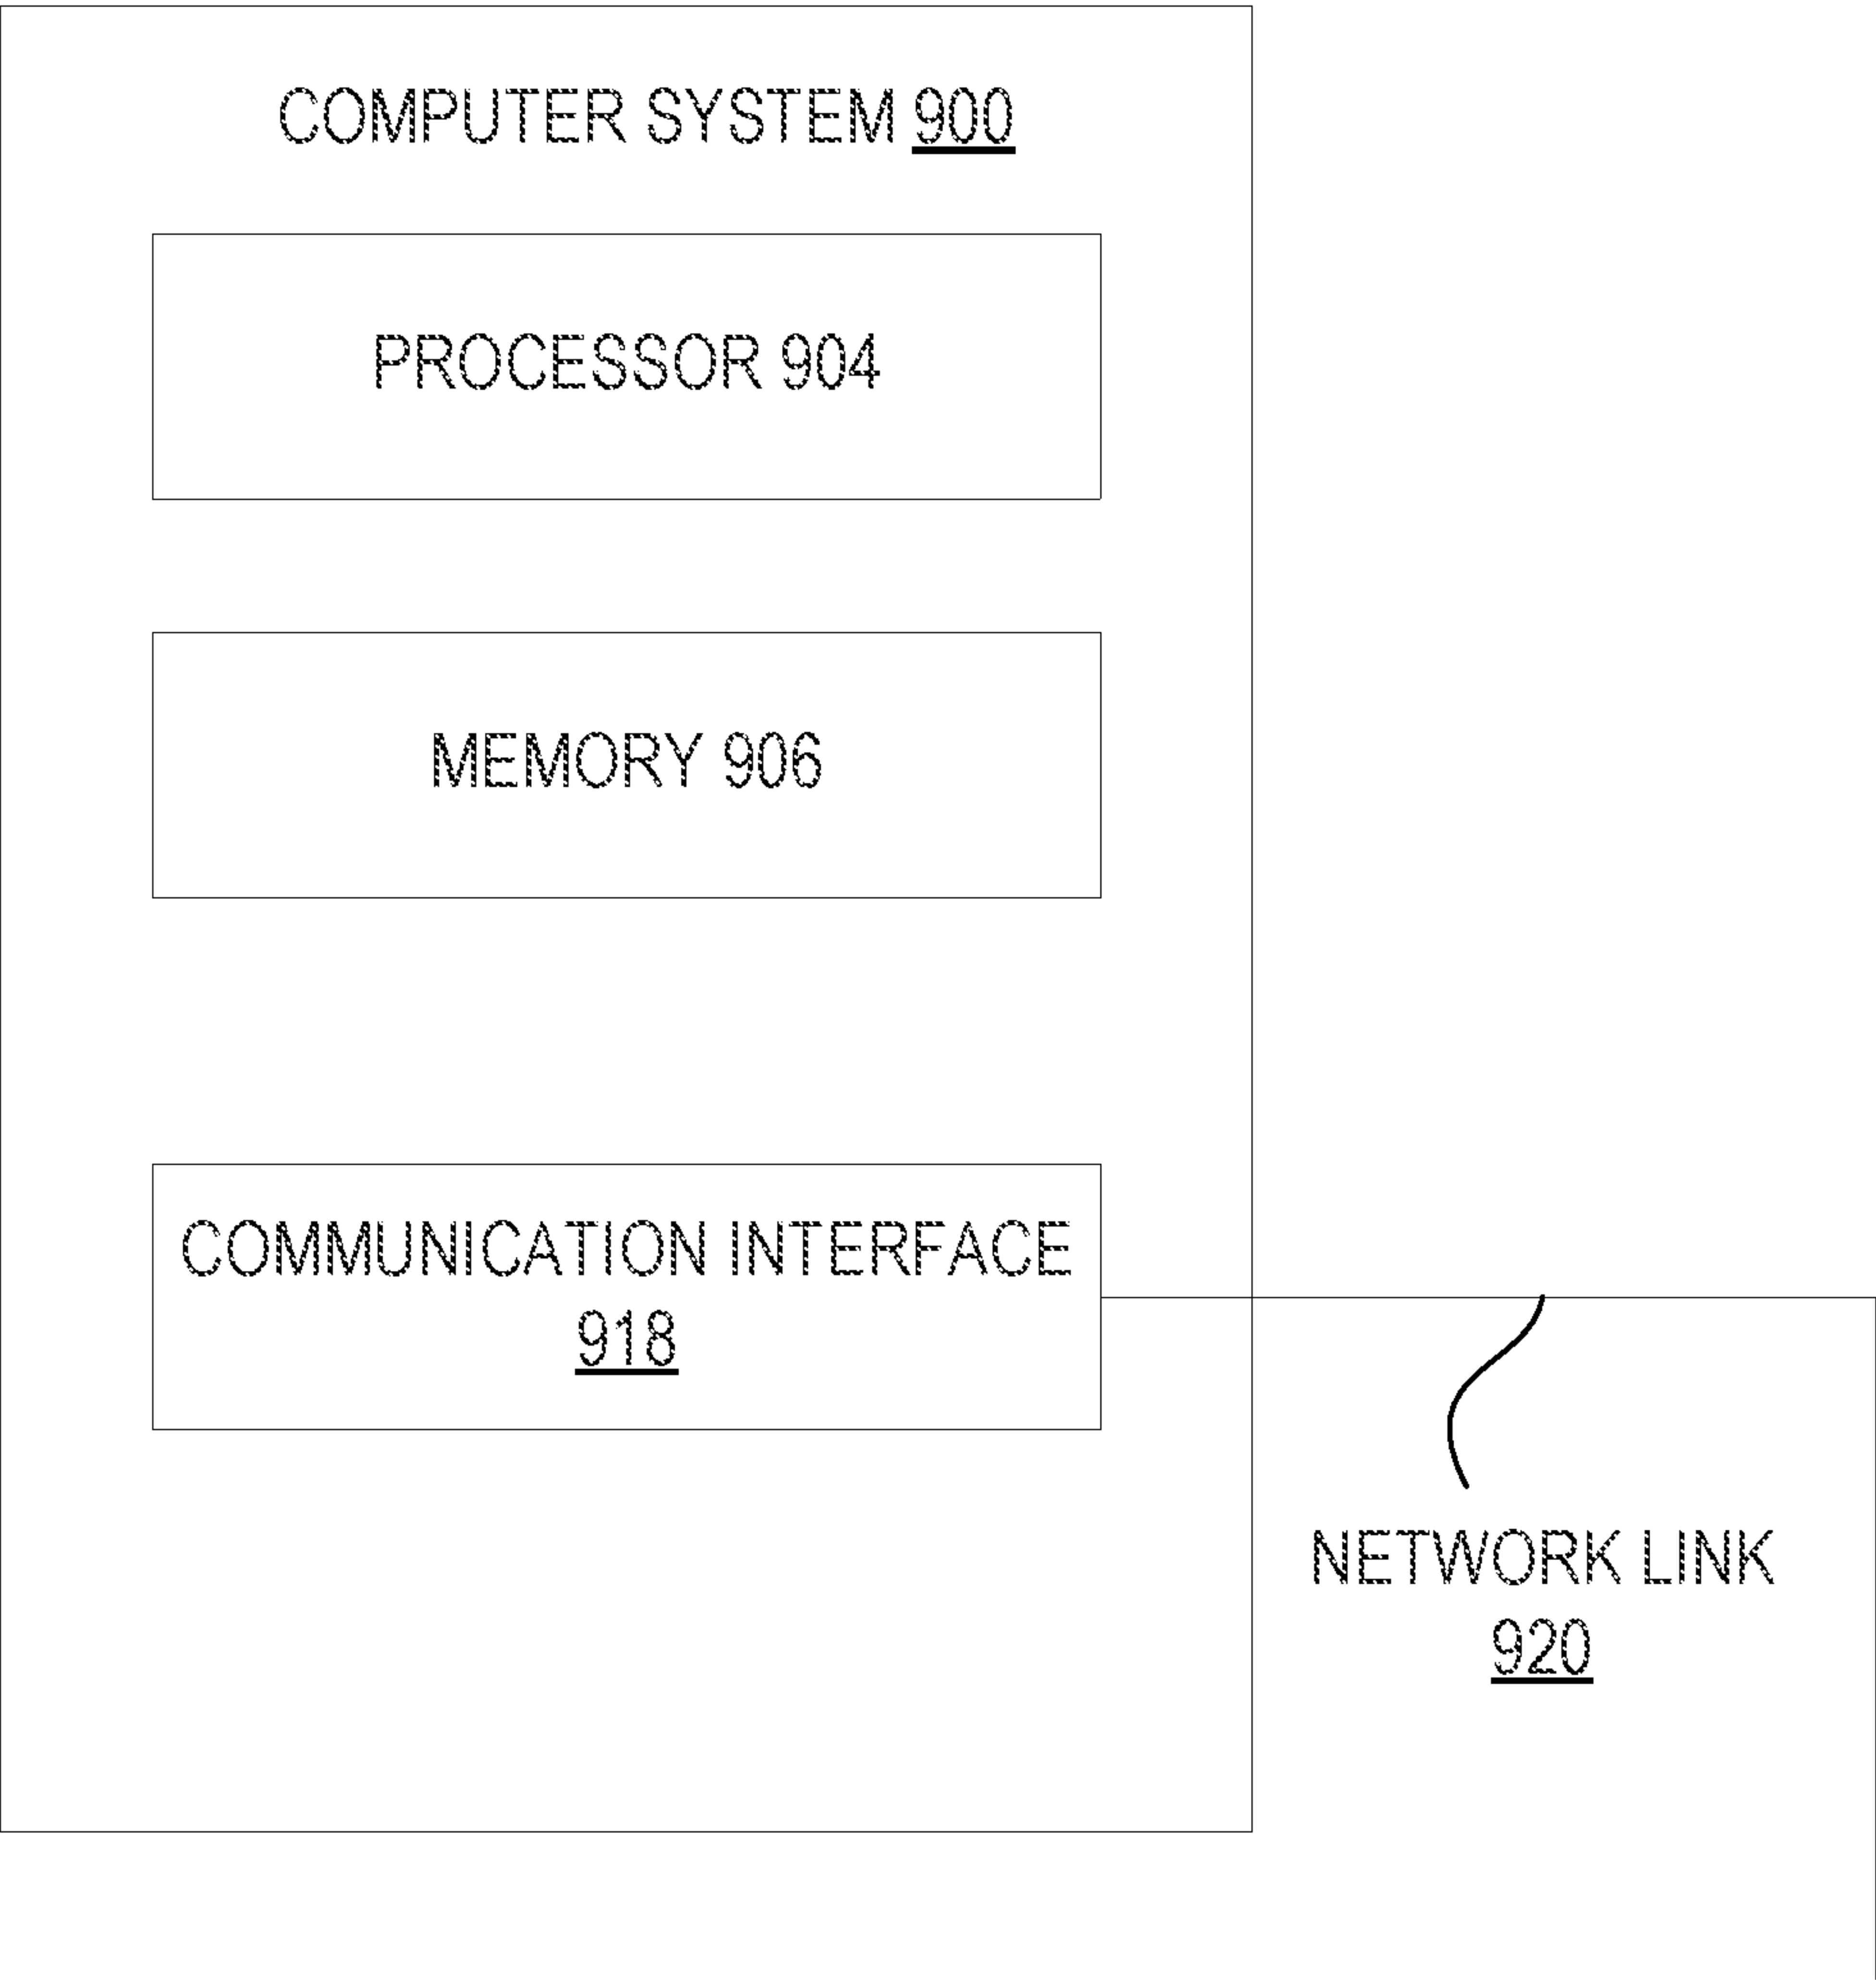 COMPUTER SYSTEM 900
PROCESSOR 904
MEMORY 906
COMMUNICATION INTERFACE
918
NETWORK LINK
920